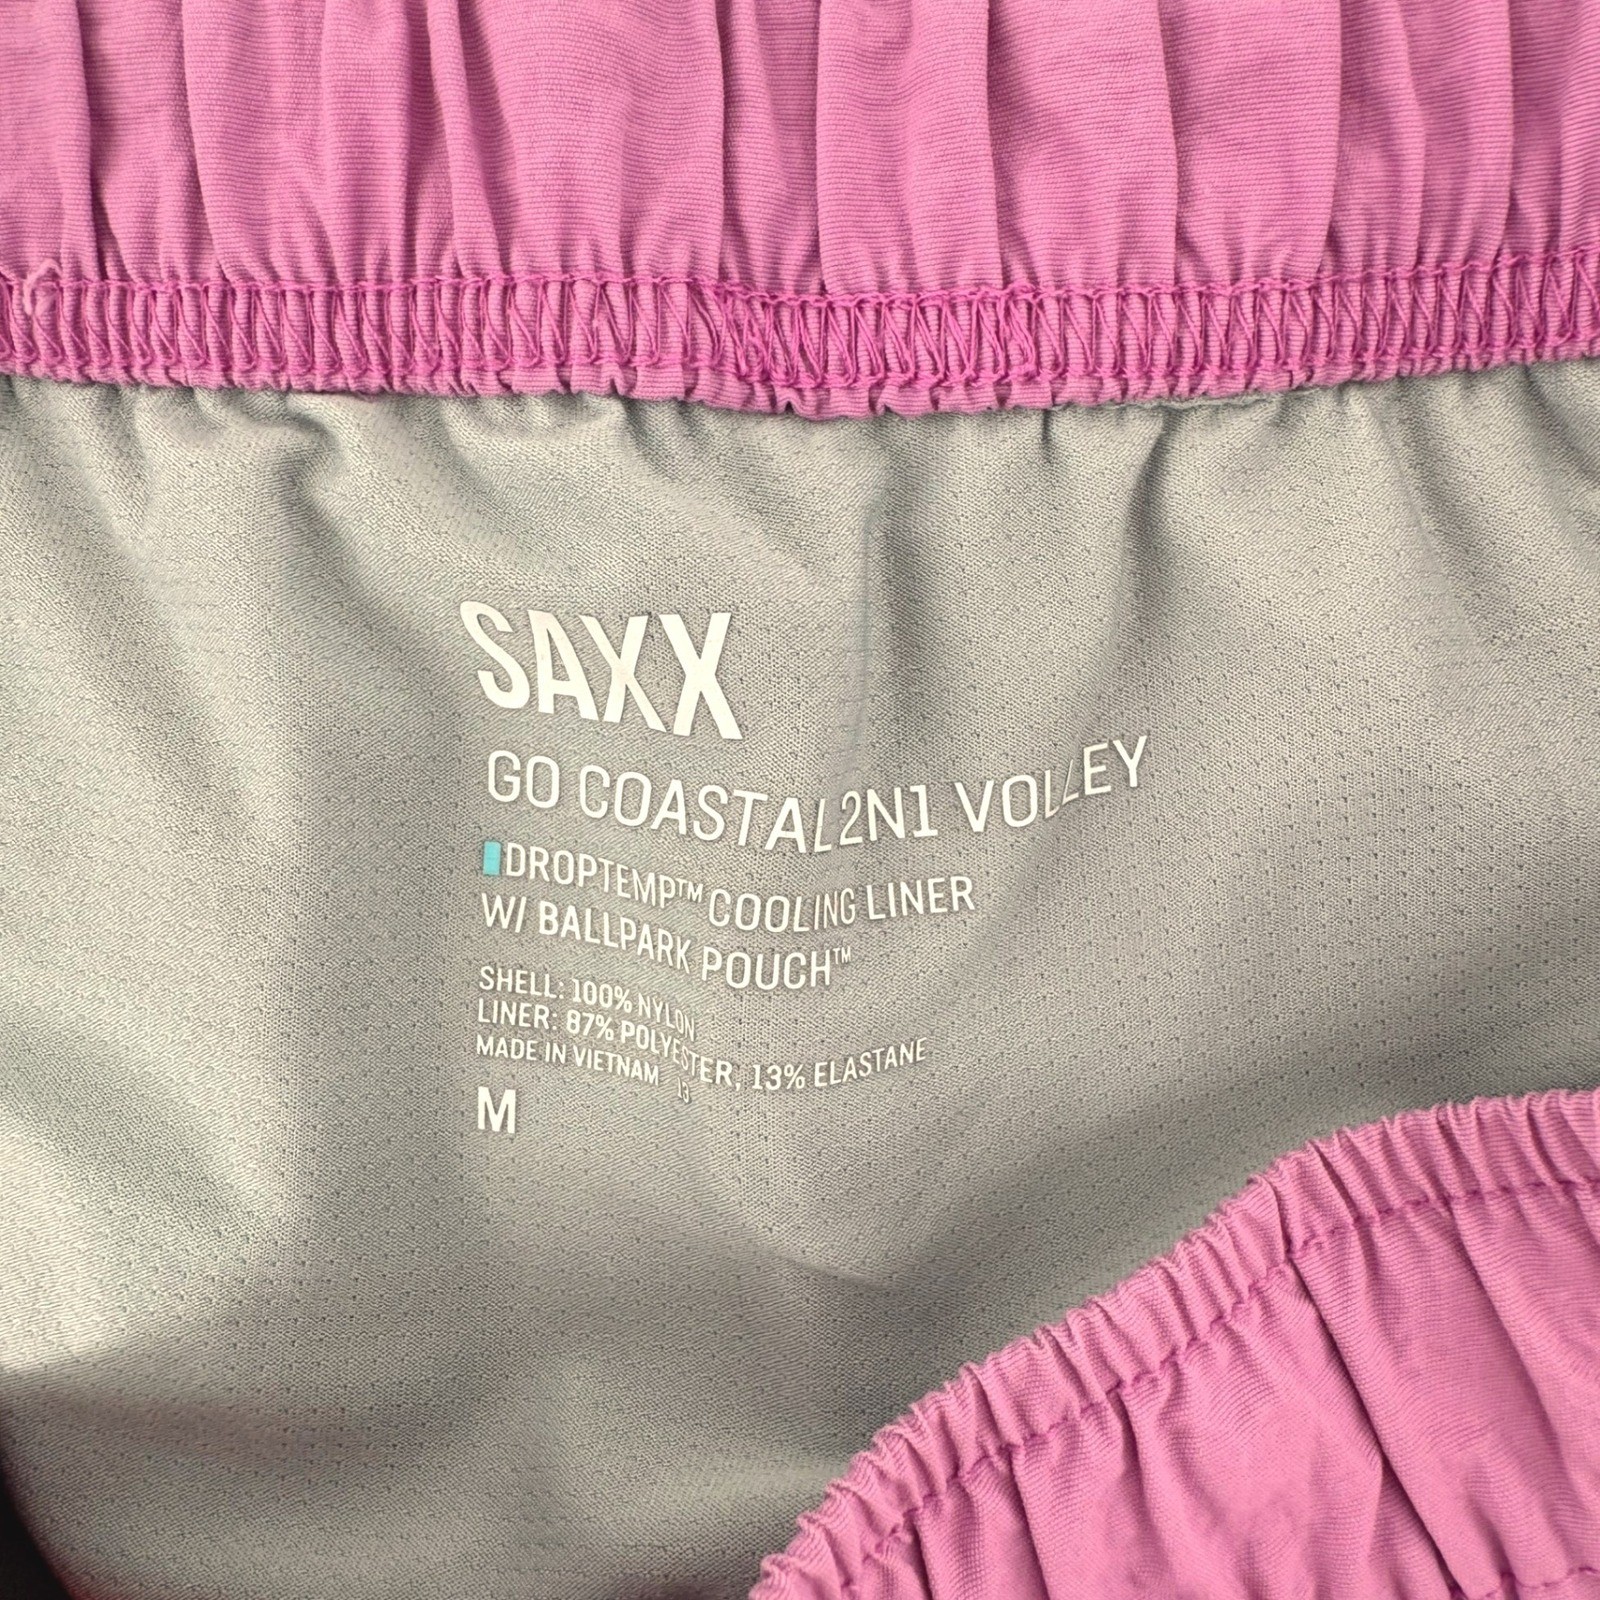 SAXX
GO COASTAL 2N1 VOLLEY
DROPTEMP™ COOLING LINER
W/ BALLPARK POUCH™
SHELL: 100% NYLON
LINER: 87% POLYESTER, 13% ELASTANE
MADE IN VIETNAM 13
M